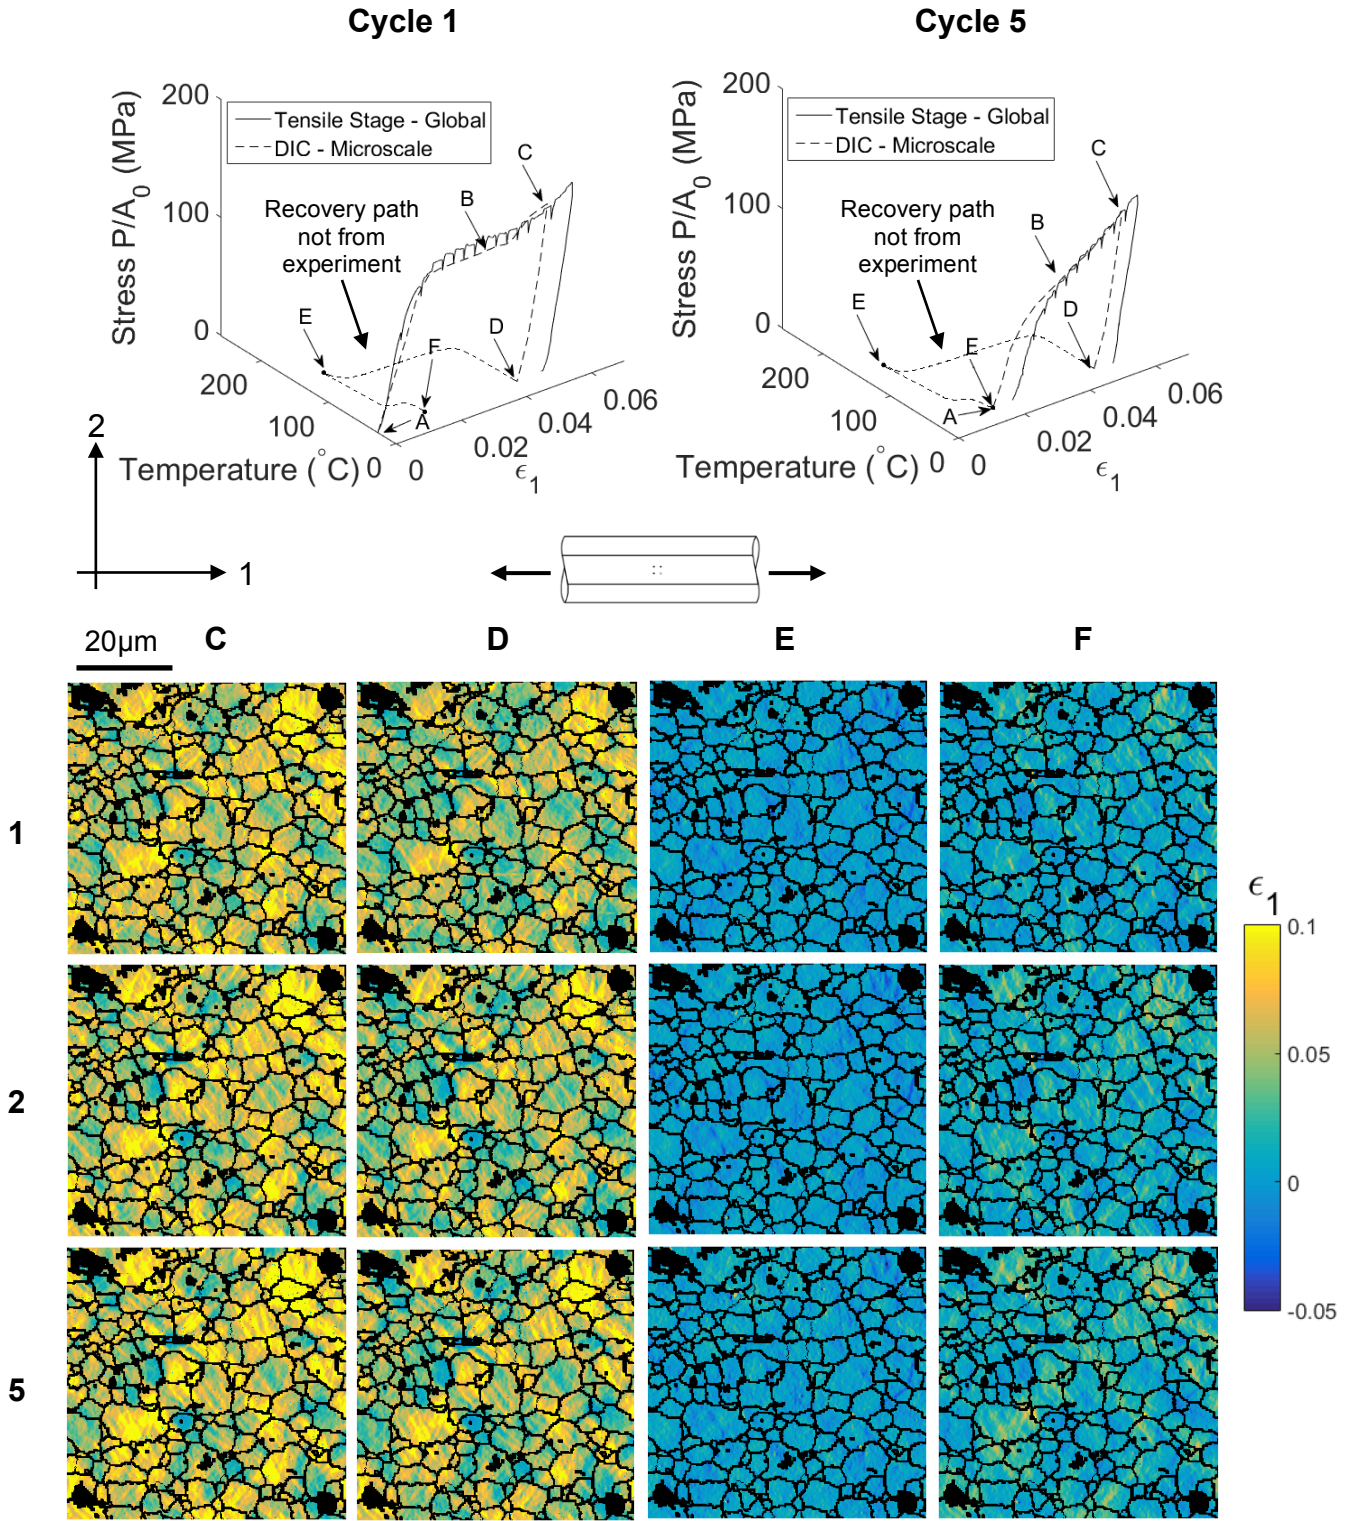 Cycle 1
Cycle 5
Stress P/A0 (MPa)
200
100
0
Tensile Stage - Global
DIC - Microscale
Recovery path
not from
experiment
B
C
E
F
D
A
200
100
0
Temperature (°C)
0
0.02
0.04
0.06
ϵ1
Stress P/A0 (MPa)
200
100
0
Tensile Stage - Global
DIC - Microscale
Recovery path
not from
experiment
B
C
E
F
D
A
200
100
0
Temperature (°C)
0
0.02
0.04
0.06
ϵ1
2
1
20µm
C
D
E
F
1
2
5
ϵ1
0.1
0.05
0
-0.05